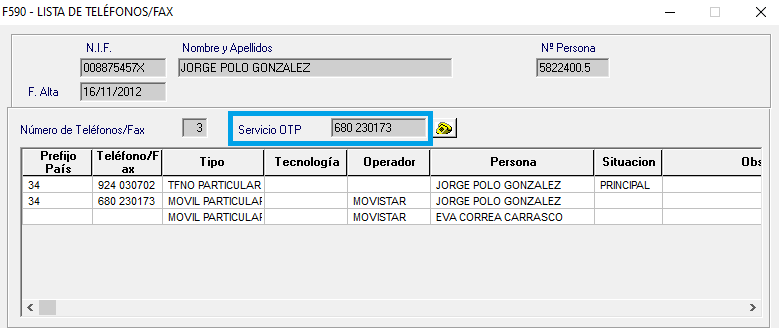 F590 - LISTA DE TELÉFONOS/FAX
N.I.F. Nombre y Apellidos Nº Persona
008875457X JORGE POLO GONZALEZ 5822400.5
F. Alta 16/11/2012
Número de Teléfonos/Fax 3 Servicio OTP 680 230173
Prefijo País Teléfono/Fax Tipo Tecnología Operador Persona Situacion Obs
34 924 030702 TFNO PARTICULAR JORGE POLO GONZALEZ PRINCIPAL
34 680 230173 MOVIL PARTICULAR MOVISTAR JORGE POLO GONZALEZ
MOVIL PARTICULAR MOVISTAR EVA CORREA CARRASCO